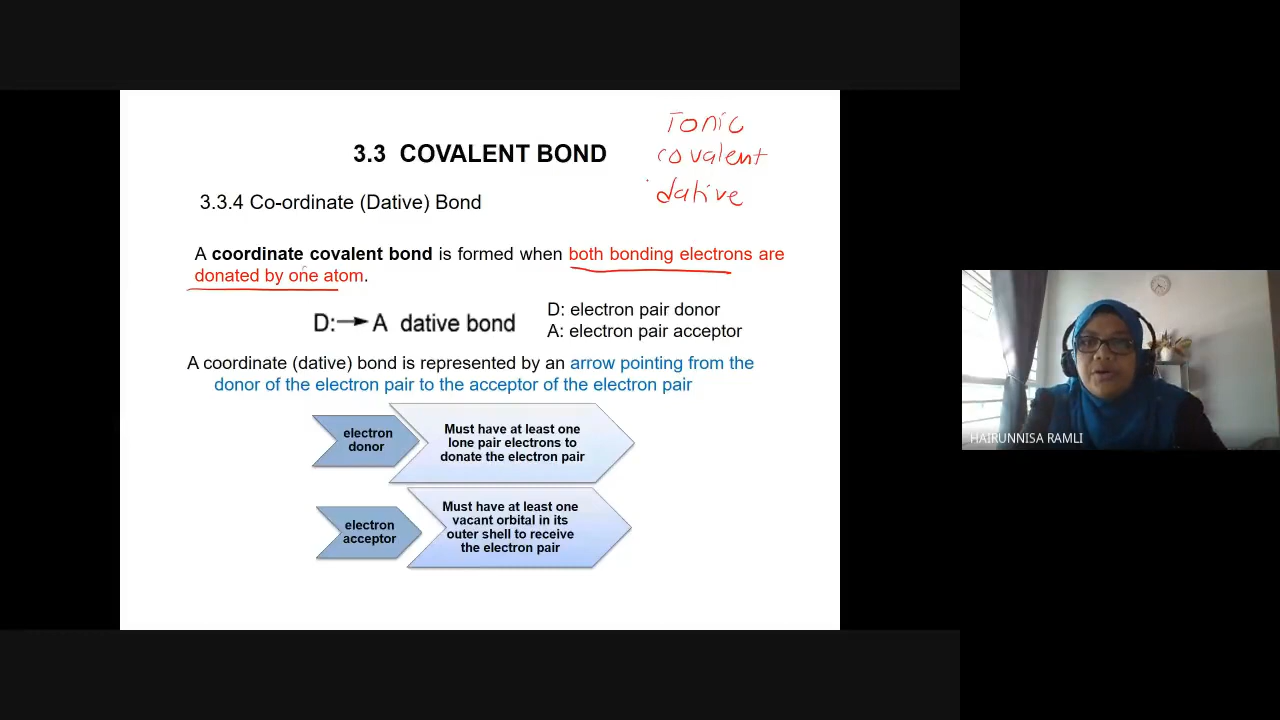 Ionic
covalent
dative
3.3 COVALENT BOND
3.3.4 Co-ordinate (Dative) Bond
A coordinate covalent bond is formed when both bonding electrons are
donated by one atom.
D:→A dative bond
D: electron pair donor
A: electron pair acceptor
A coordinate (dative) bond is represented by an arrow pointing from the
donor of the electron pair to the acceptor of the electron pair
electron
donor
Must have at least one
lone pair electrons to
donate the electron pair
electron
acceptor
Must have at least one
vacant orbital in its
outer shell to receive
the electron pair
HAIRUNNISA RAMLI